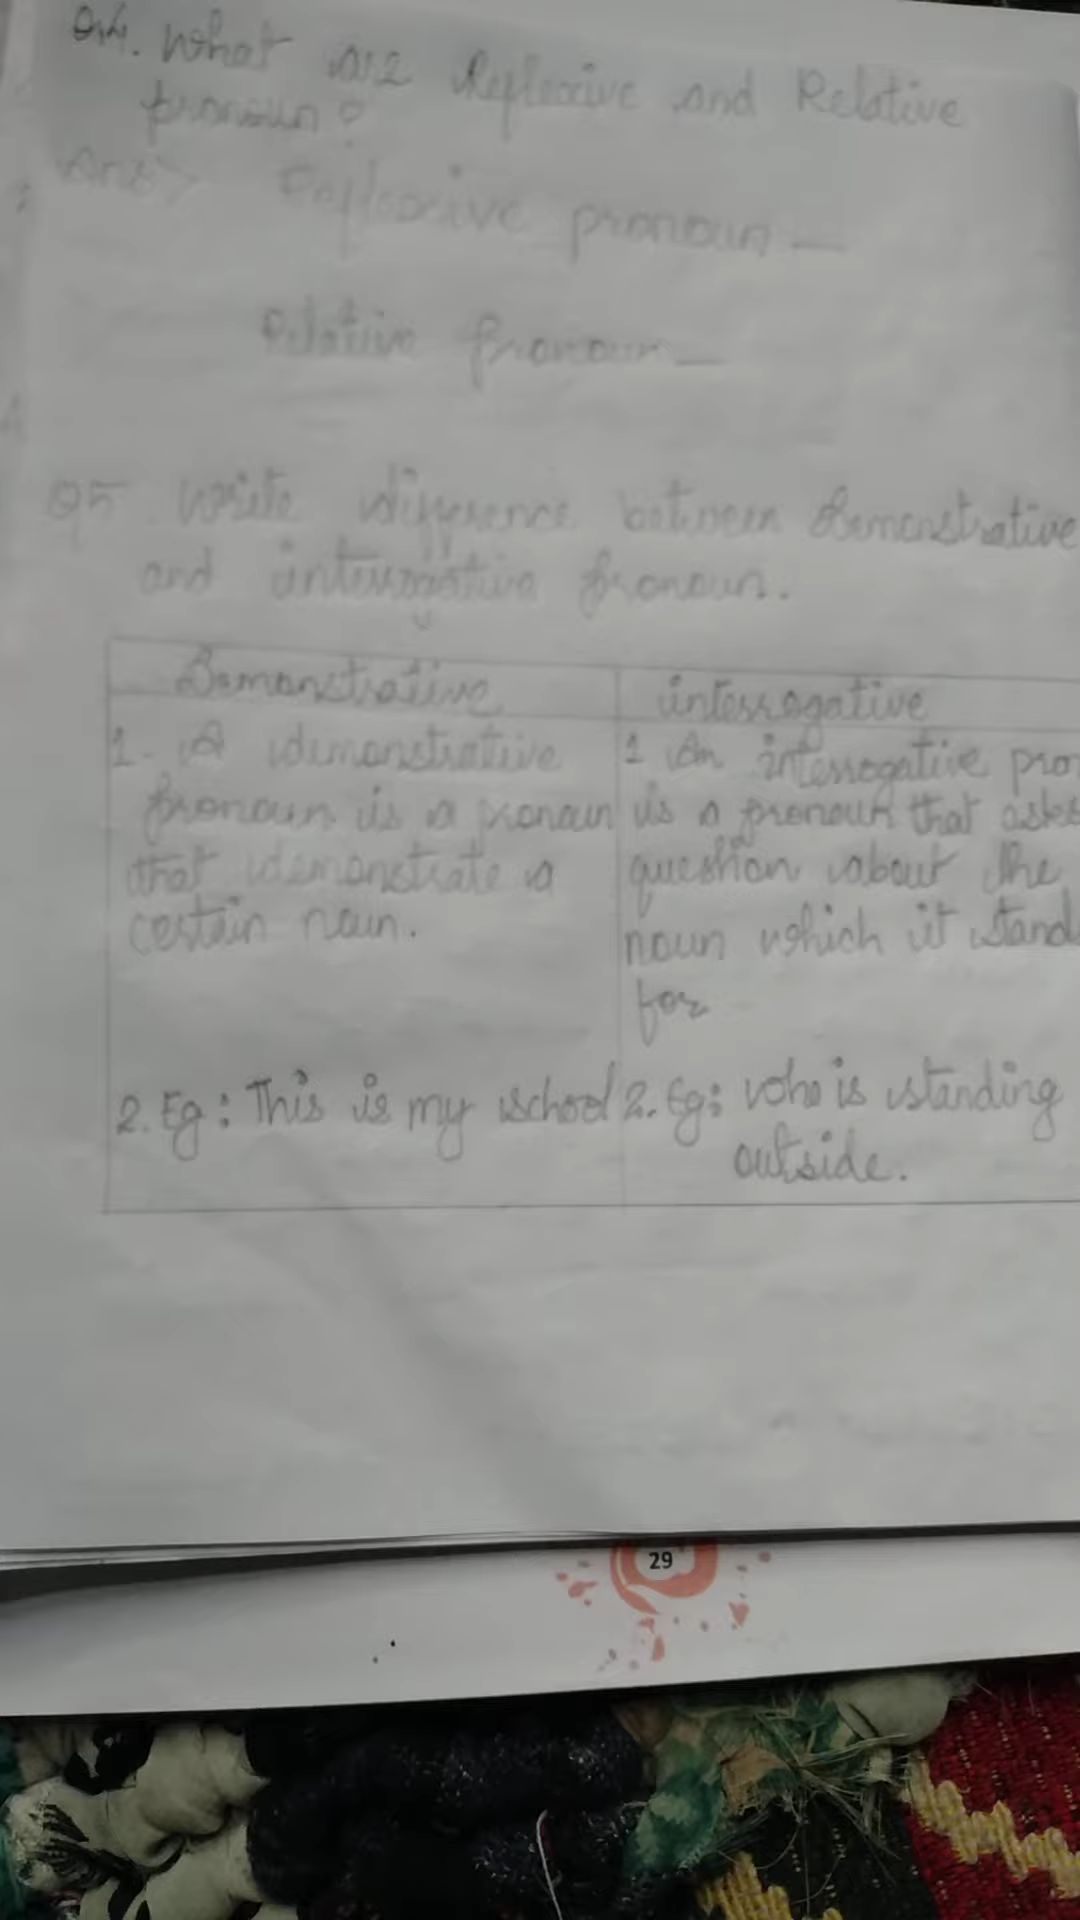 Q4. What are Reflexive and Relative
pronoun?
Ans> Reflexive pronoun —
Relative pronoun —
Q5 Write difference between demonstrative
and interrogative pronoun.
Demonstrative
interrogative
1. A demonstrative
pronoun is a pronoun
that demonstrate a
certain noun.
1 An interrogative pro
is a pronoun that asks
question about the
noun which it stand
for
2. Eg: This is my school
2. Eg: who is standing
outside.
29